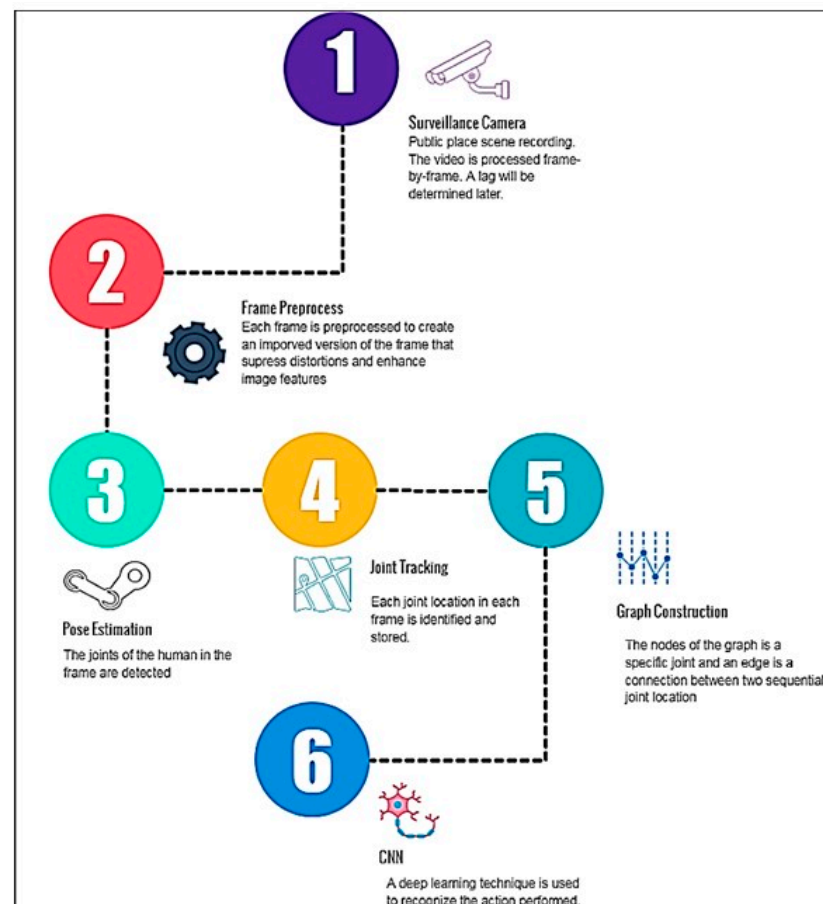 1
Surveillance Camera
Public place scene recording.
The video is processed frame-
by-frame. A lag will be
determined later.
2
Frame Preprocess
Each frame is preprocessed to create
an imporved version of the frame that
supress distortions and enhance
image features
3
Pose Estimation
The joints of the human in the
frame are detected
4
Joint Tracking
Each joint location in each
frame is identified and
stored.
5
Graph Construction
The nodes of the graph is a
specific joint and an edge is a
connection between two sequential
joint location
6
CNN
A deep learning technique is used
to recognize the action performed.